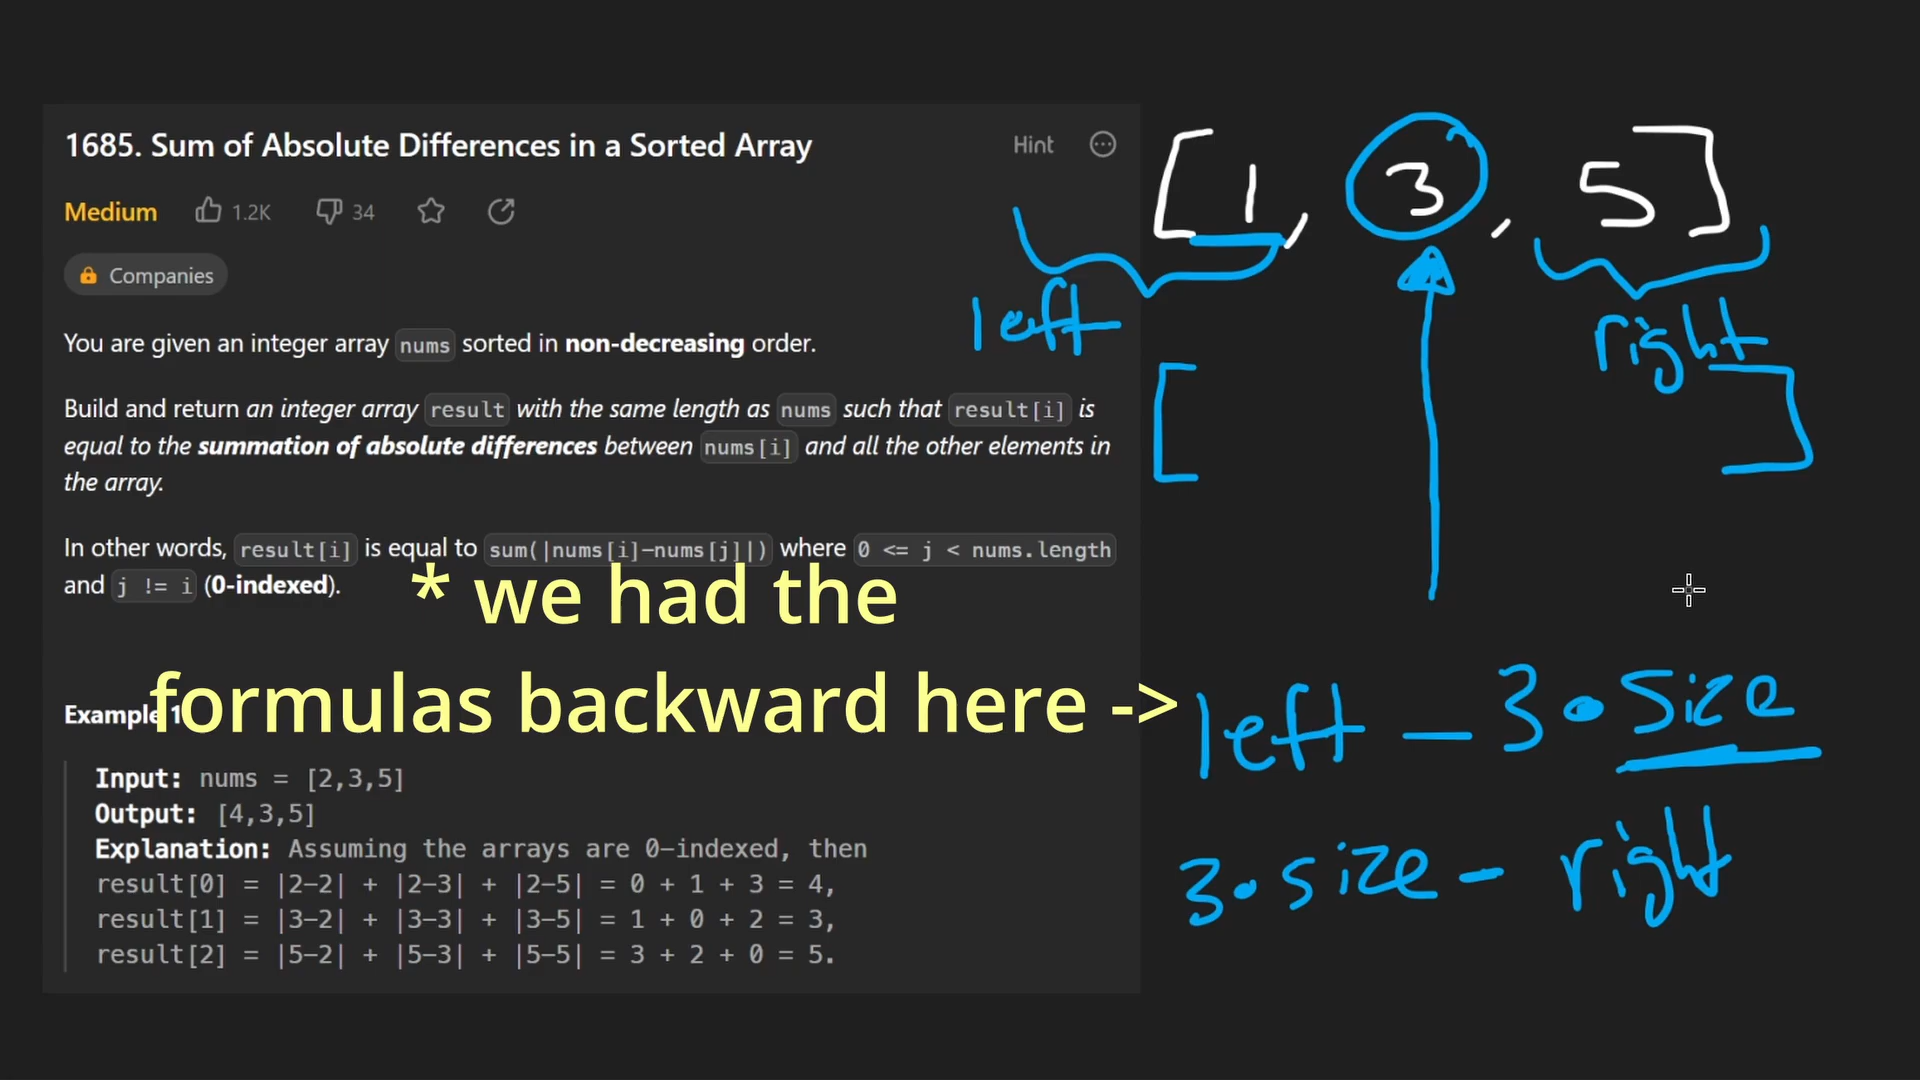 1685. Sum of Absolute Differences in a Sorted Array
Hint
Medium 1.2K 34
Companies
You are given an integer array nums sorted in non-decreasing order.
Build and return an integer array result with the same length as nums such that result[i] is
equal to the summation of absolute differences between nums[i] and all the other elements in
the array.
In other words, result[i] is equal to sum(|nums[i]-nums[j]|) where 0 <= j < nums.length
and j != i (0-indexed).
* we had the
formulas backward here ->
Example 1
Input: nums = [2,3,5]
Output: [4,3,5]
Explanation: Assuming the arrays are 0-indexed, then
result[0] = |2-2| + |2-3| + |2-5| = 0 + 1 + 3 = 4,
result[1] = |3-2| + |3-3| + |3-5| = 1 + 0 + 2 = 3,
result[2] = |5-2| + |5-3| + |5-5| = 3 + 2 + 0 = 5.
[1, 3, 5]
left
right
[ ]
left - 3•size
3•size - right